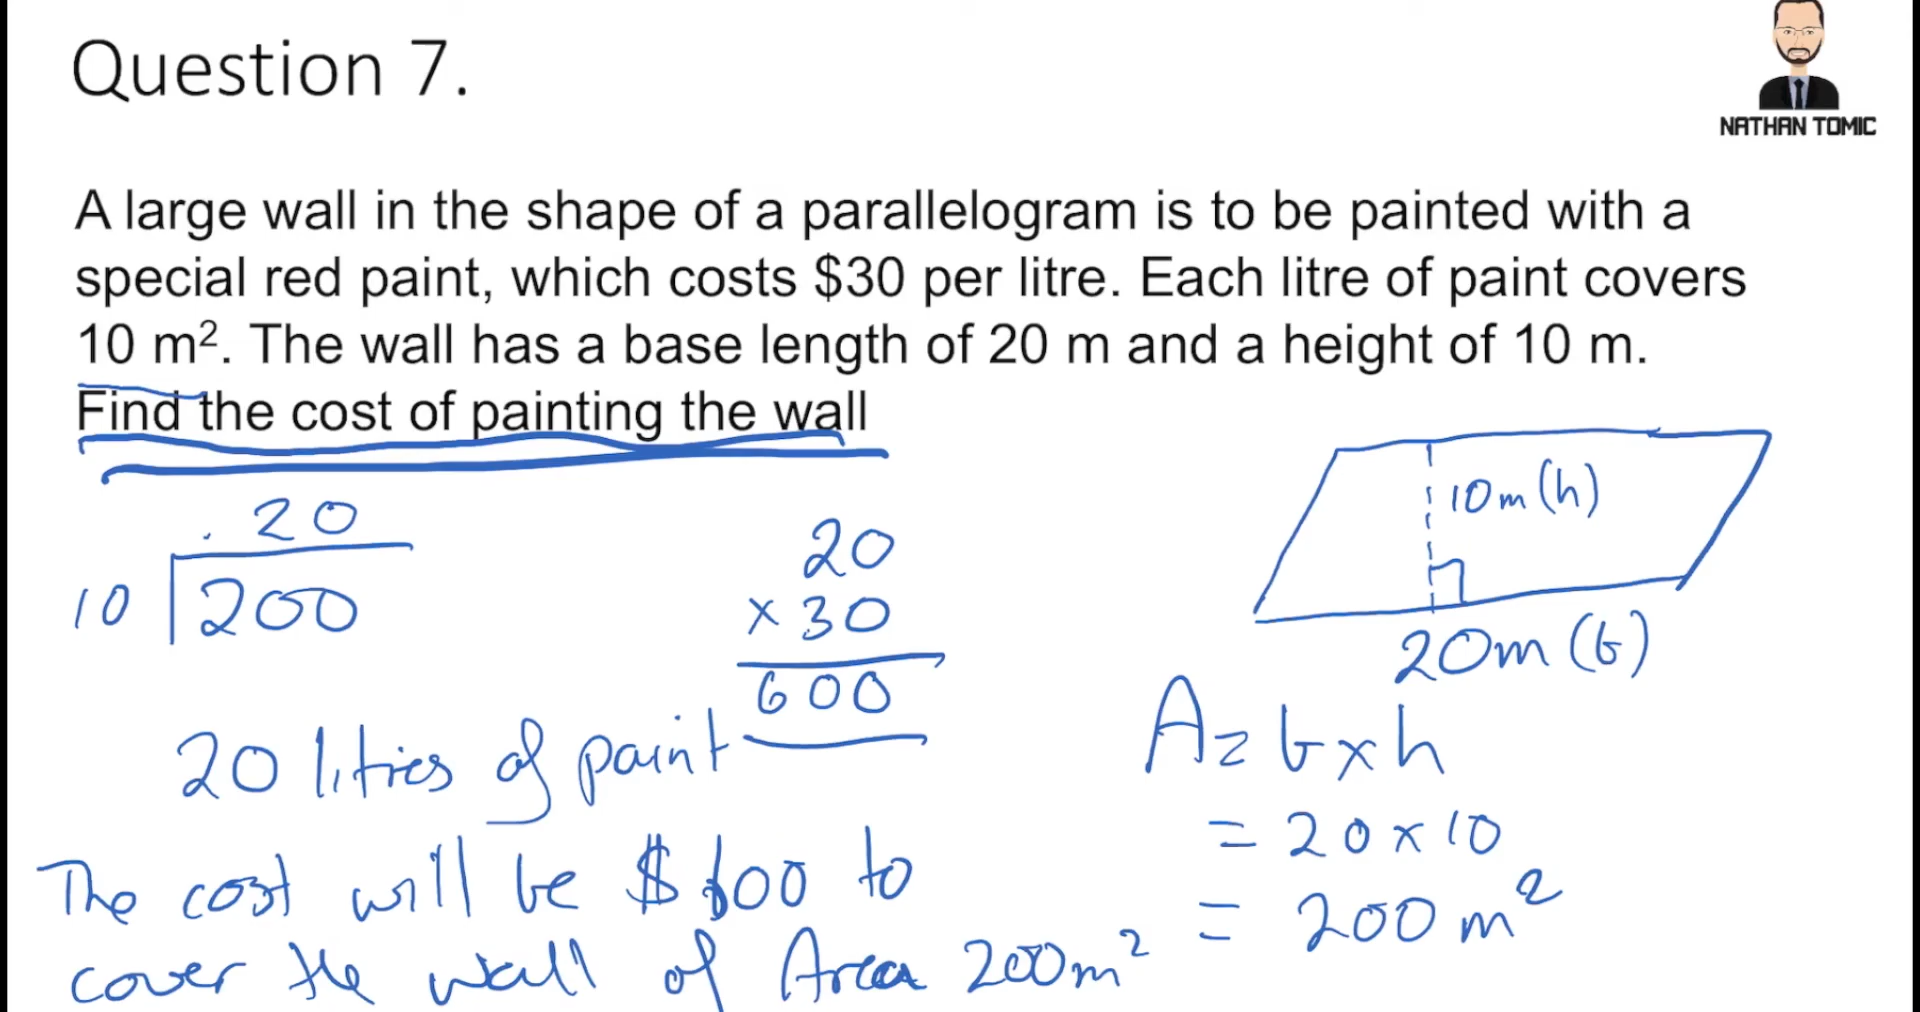 Question 7.
NATHAN TOMIC
A large wall in the shape of a parallelogram is to be painted with a
special red paint, which costs $30 per litre. Each litre of paint covers
10 m². The wall has a base length of 20 m and a height of 10 m.
Find the cost of painting the wall
20
10 200
20
× 30
600
20 litres of paint
The cost will be $600 to
cover the wall of Area 200m²
10m (h)
20m (b)
A = b × h
= 20 × 10
= 200 m²